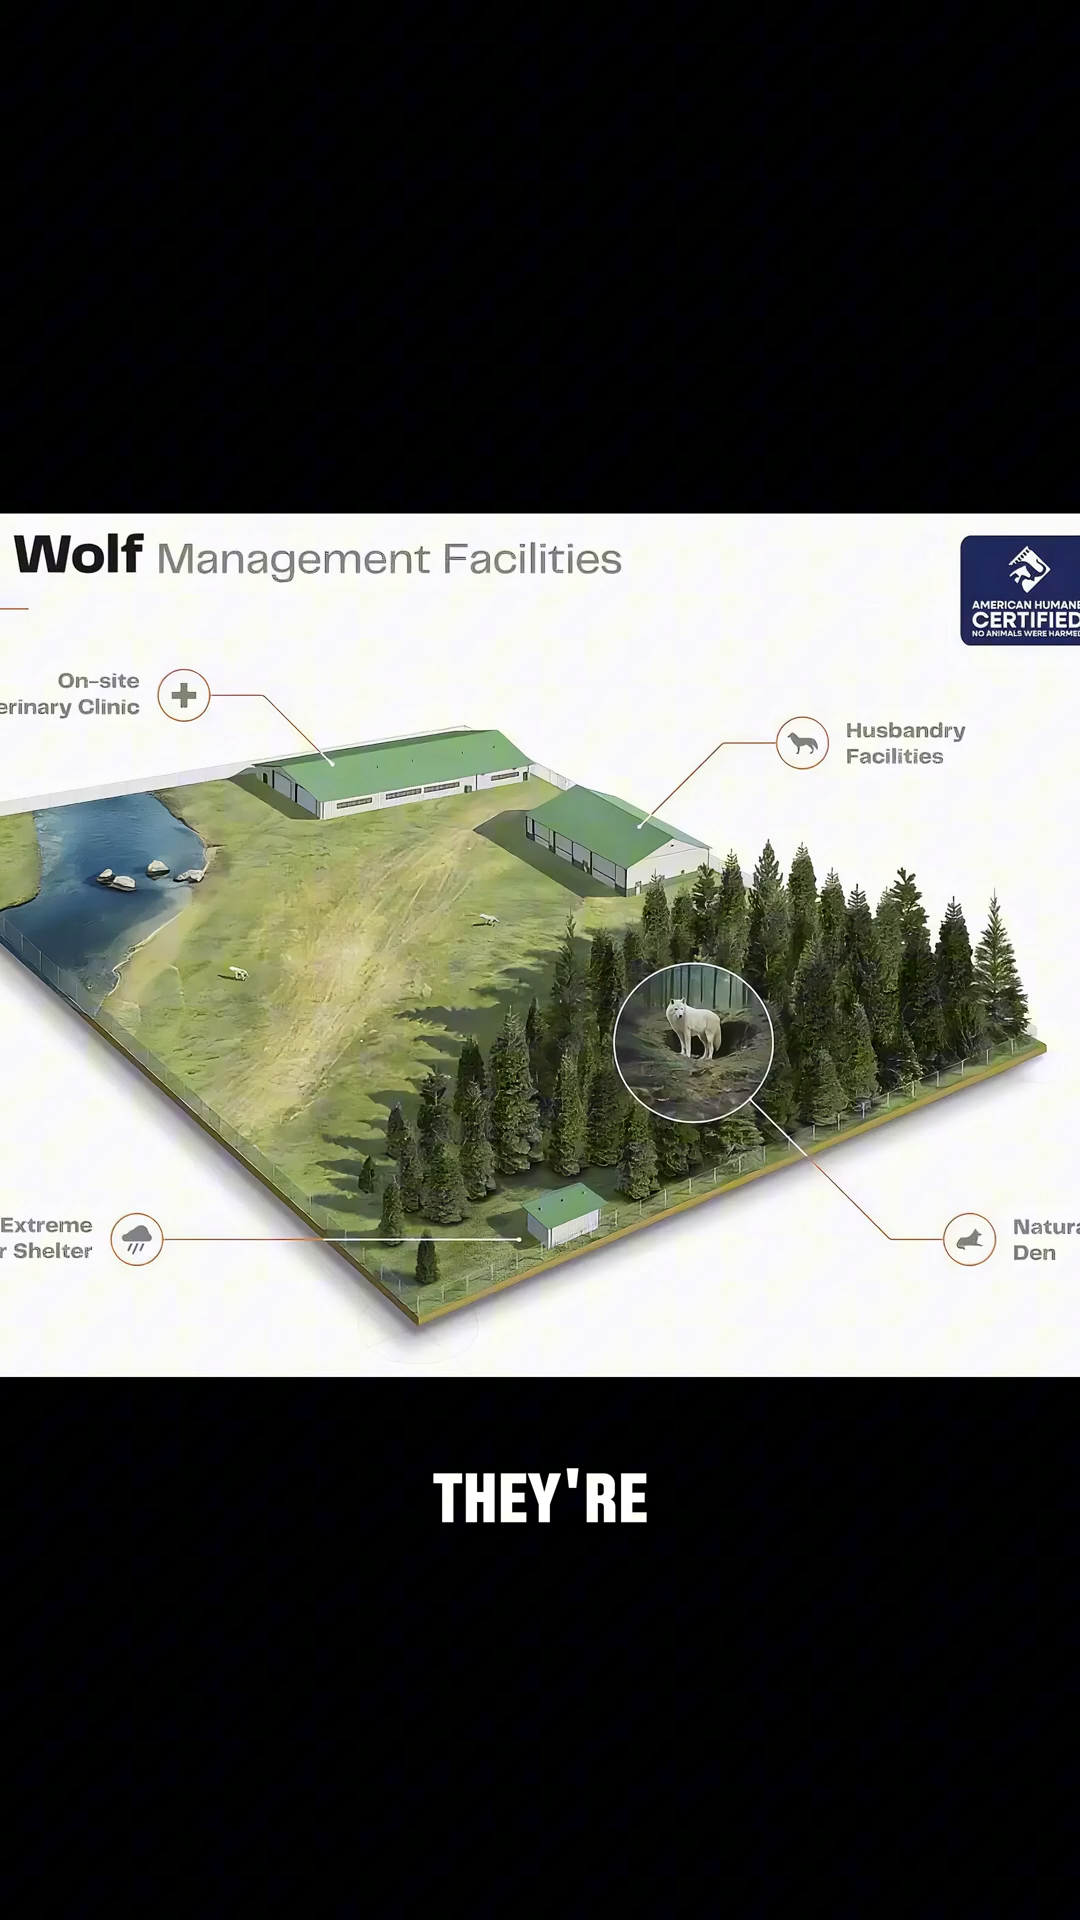 Wolf Management Facilities
AMERICAN HUMANE
CERTIFIED
NO ANIMALS WERE HARMED
On-site
erinary Clinic
Husbandry
Facilities
Extreme
r Shelter
Natura
Den
THEY'RE